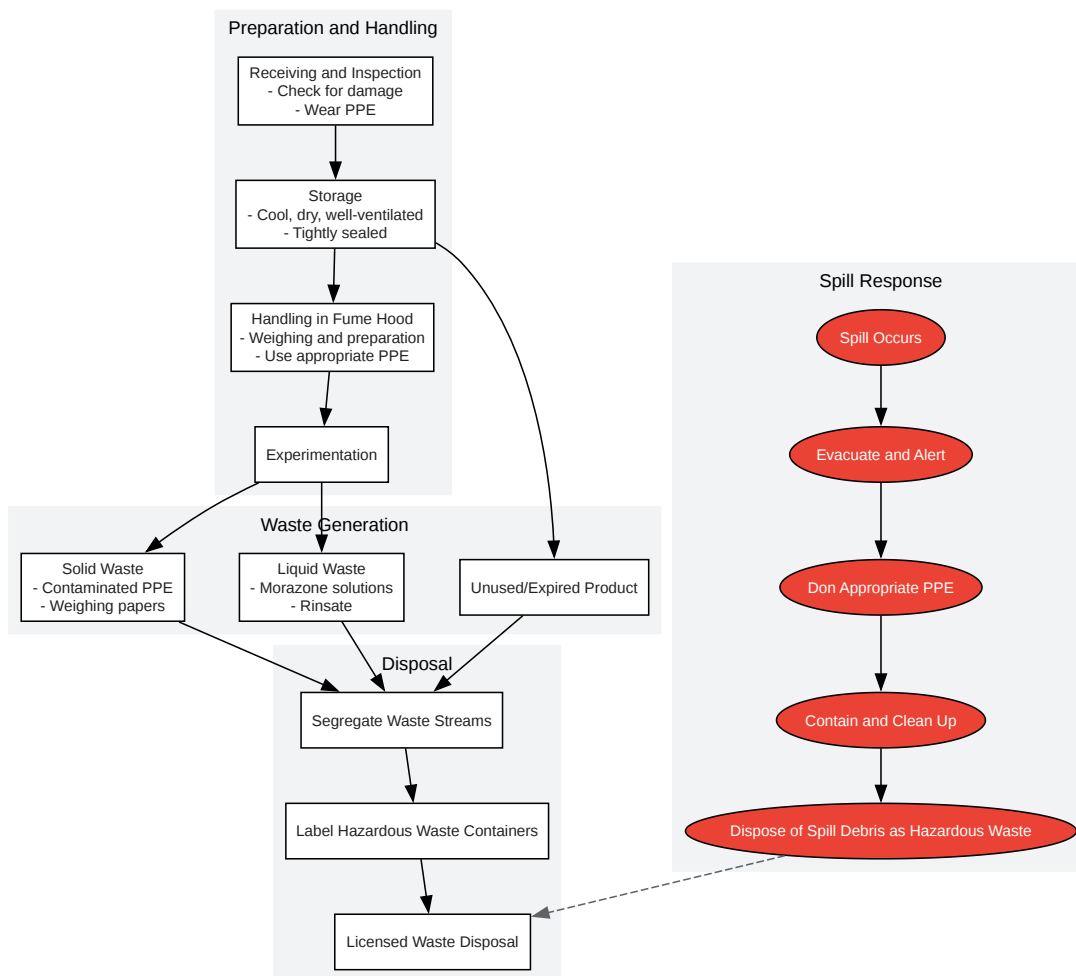 Preparation and Handling
Receiving and Inspection
- Check for damage
- Wear PPE
Storage
- Cool, dry, well-ventilated
- Tightly sealed
Handling in Fume Hood
- Weighing and preparation
- Use appropriate PPE
Experimentation
Waste Generation
Solid Waste
- Contaminated PPE
- Weighing papers
Liquid Waste
- Morazone solutions
- Rinsate
Unused/Expired Product
Disposal
Segregate Waste Streams
Label Hazardous Waste Containers
Licensed Waste Disposal
Spill Response
Spill Occurs
Evacuate and Alert
Don Appropriate PPE
Contain and Clean Up
Dispose of Spill Debris as Hazardous Waste